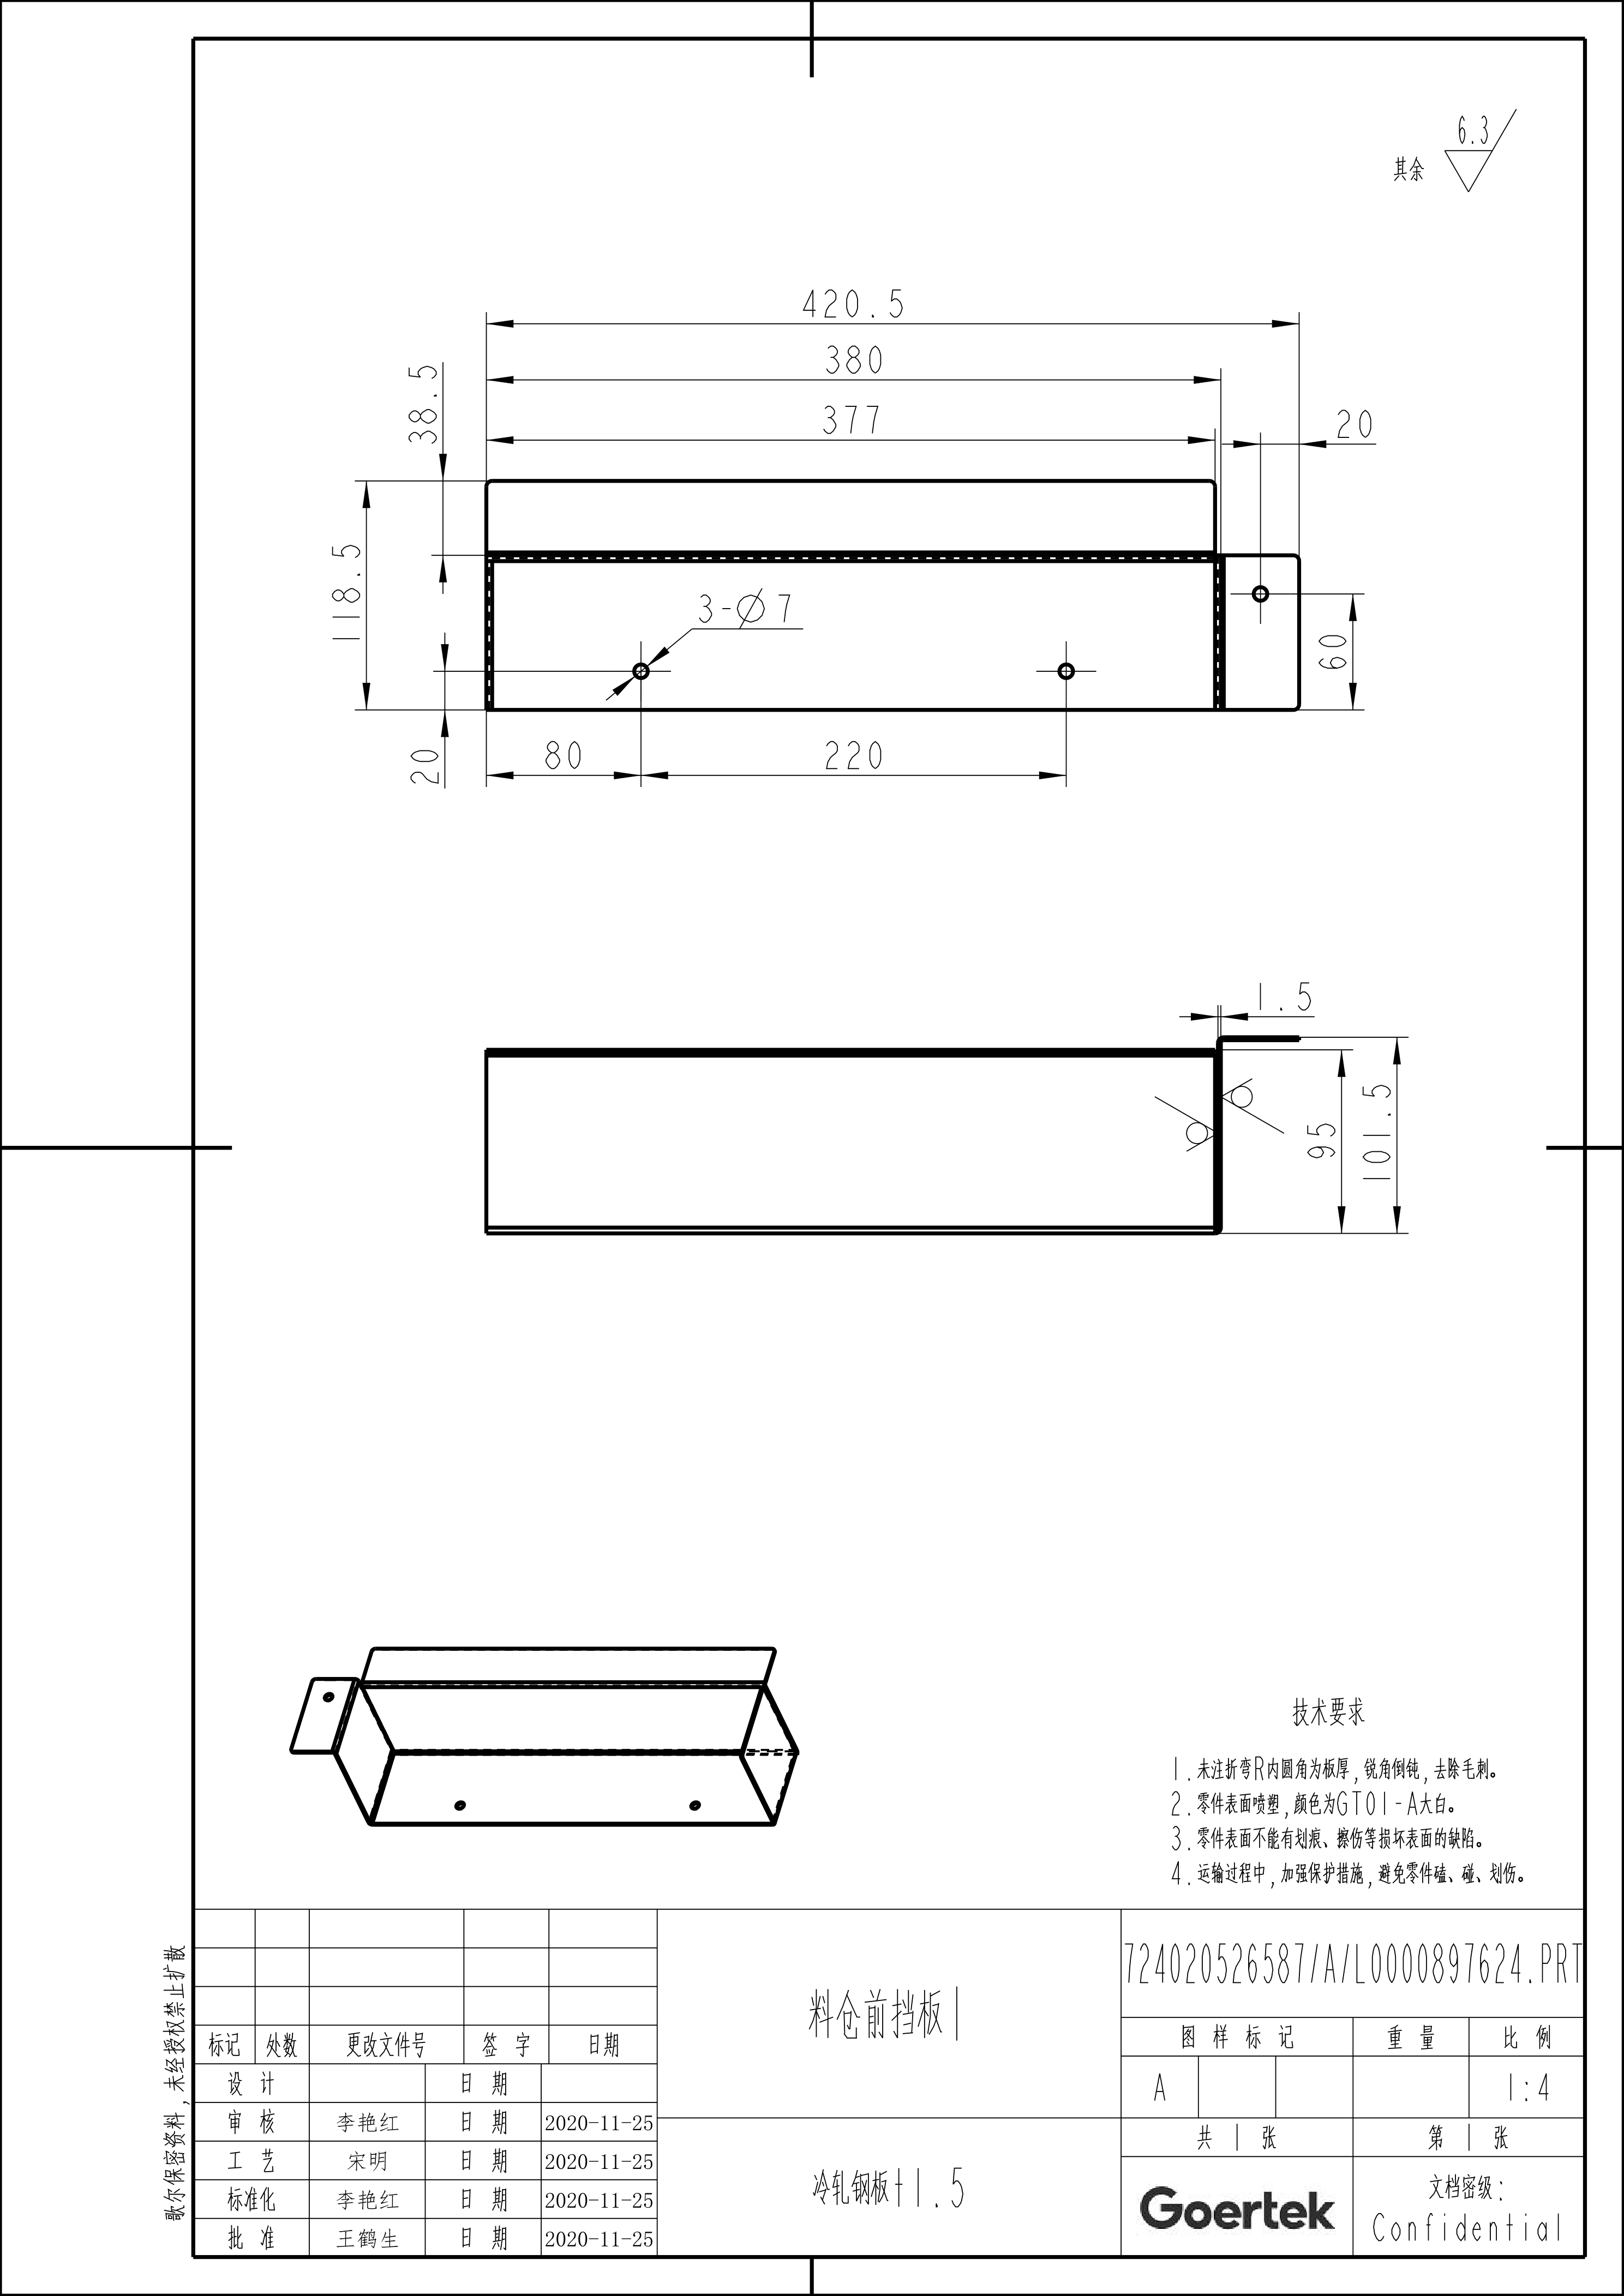 其余 6.3
420.5
380
377
20
38.5
118.5
3-∅7
60
20
80
220
1.5
95
101.5
技术要求
1.未注折弯R内圆角为板厚,锐角倒钝,去除毛刺。
2.零件表面喷塑,颜色为GT01-A大白。
3.零件表面不能有划痕、擦伤等损坏表面的缺陷。
4.运输过程中,加强保护措施,避免零件磕、碰、划伤。
歌尔保密资料,未经授权禁止扩散
标记 处数 更改文件号 签 字 日期
设 计 日 期
审 核 李艳红 日 期 2020-11-25
工 艺 宋明 日 期 2020-11-25
标准化 李艳红 日 期 2020-11-25
批 准 王鹤生 日 期 2020-11-25
料仓前挡板1
冷轧钢板t1.5
724020526587/A/L0000897624.PRT
图 样 标 记 重 量 比 例
A 1:4
共 1 张 第 1 张
Goertek
文档密级:
Confidential